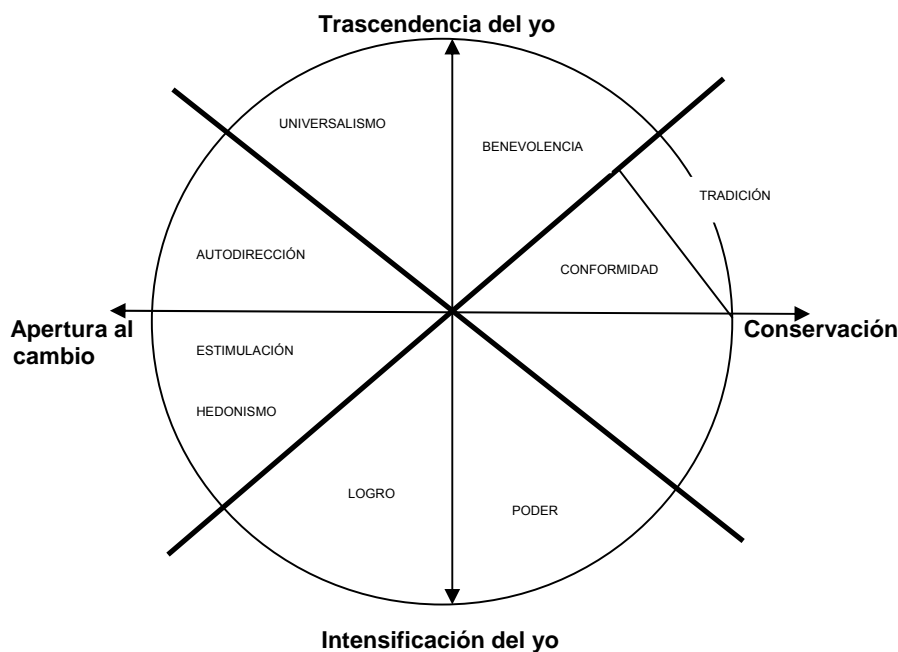 Trascendencia del yo
UNIVERSALISMO
BENEVOLENCIA
TRADICIÓN
AUTODIRECCIÓN
CONFORMIDAD
Apertura al
cambio
Conservación
ESTIMULACIÓN
HEDONISMO
LOGRO
PODER
Intensificación del yo